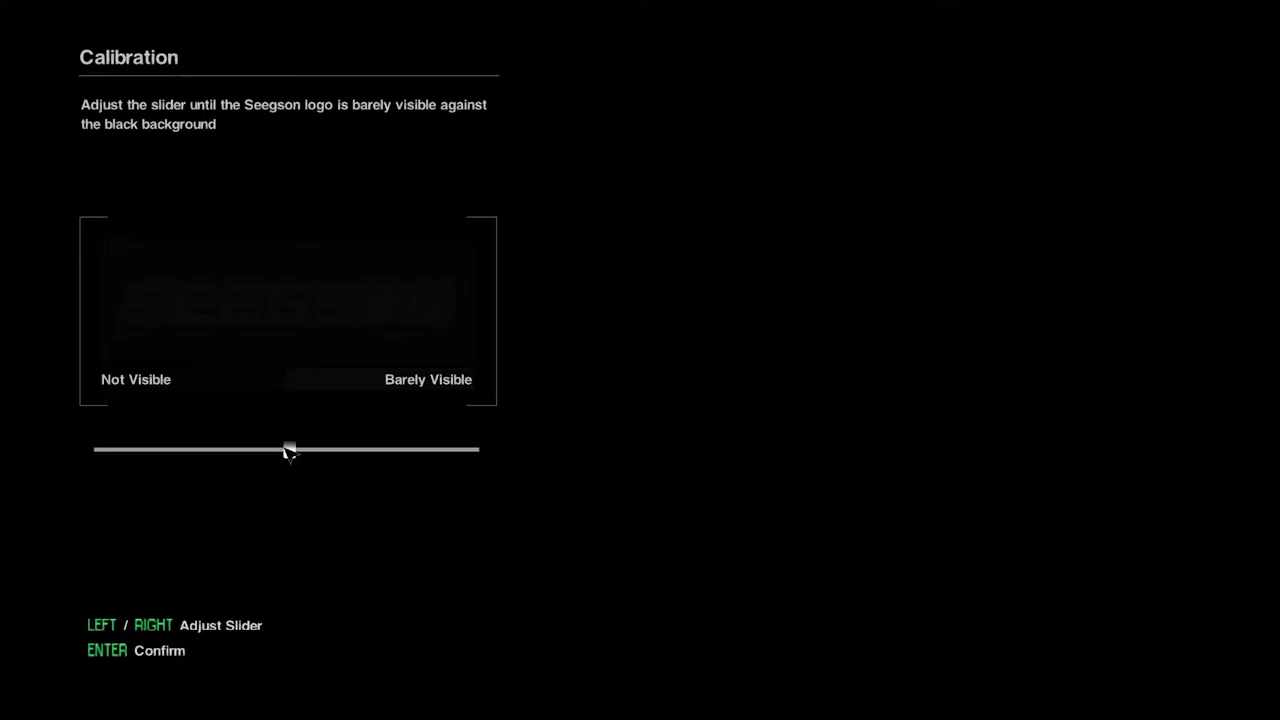 Calibration
Adjust the slider until the Seegson logo is barely visible against
the black background
SEEGSON
Not Visible
Barely Visible
LEFT / RIGHT Adjust Slider
ENTER Confirm